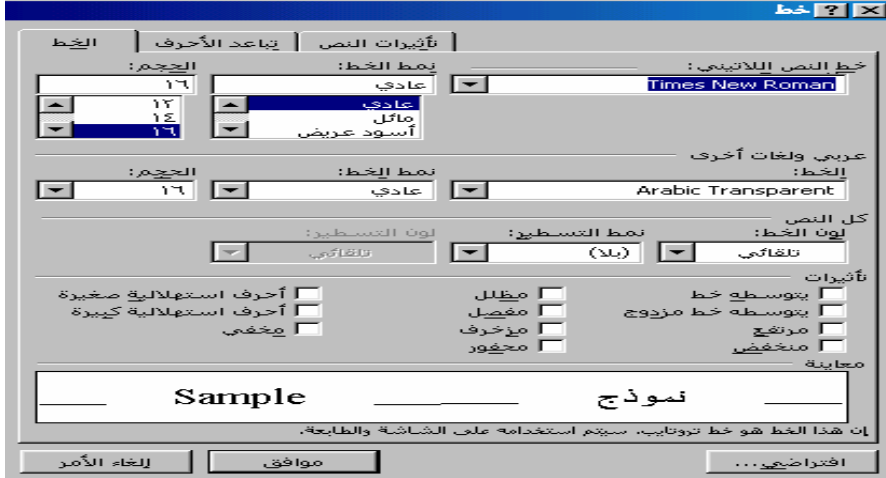 خط
الخط	تباعد الأحرف	تأثيرات النص
خط النص اللاتيني:	نمط الخط:	الحجم:
Times New Roman	عادي	١٦
عادي	١٢
مائل	١٤
أسود عريض	١٦
عربي ولغات أخرى
الخط:	نمط الخط:	الحجم:
Arabic Transparent	عادي	١٦
كل النص
لون الخط:	نمط التسطير:	لون التسطير:
تلقائي	(بلا)	تلقائي
تأثيرات
يتوسطه خط	مظلل	أحرف استهلالية صغيرة
يتوسطه خط مزدوج	مفصل	أحرف استهلالية كبيرة
مرتفع	مزخرف	مخفي
منخفض	محفور
معاينة
نموذج	Sample
إن هذا الخط هو خط تروتايب. سيتم استخدامه على الشاشة والطابعة.
افتراضي...	موافق	إلغاء الأمر